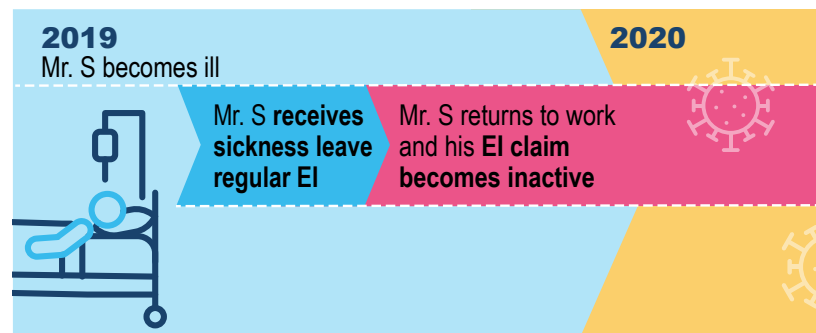 2019
Mr. S becomes ill
2020
Mr. S receives
sickness leave
regular EI
Mr. S returns to work
and his EI claim
becomes inactive